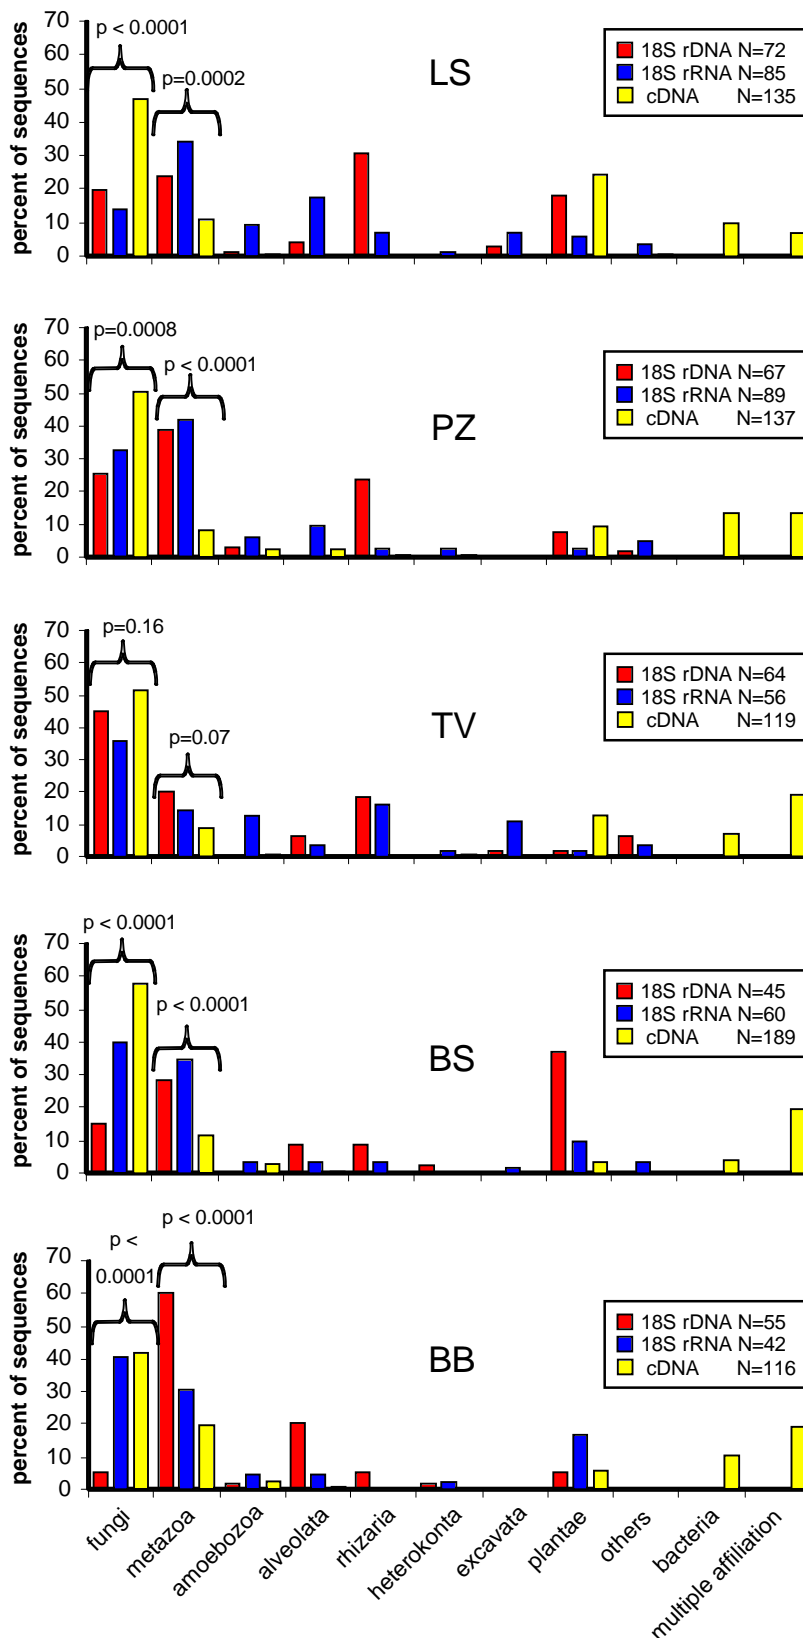 percent of sequences
70
60
50
40
30
20
10
0
p < 0.0001
p=0.0002
LS
18S rDNA N=72
18S rRNA N=85
cDNA N=135
percent of sequences
70
60
50
40
30
20
10
0
p=0.0008
p < 0.0001
PZ
18S rDNA N=67
18S rRNA N=89
cDNA N=137
percent of sequences
70
60
50
40
30
20
10
0
p=0.16
p=0.07
TV
18S rDNA N=64
18S rRNA N=56
cDNA N=119
percent of sequences
70
60
50
40
30
20
10
0
p < 0.0001
p < 0.0001
BS
18S rDNA N=45
18S rRNA N=60
cDNA N=189
percent of sequences
70
60
50
40
30
20
10
0
p <
0.0001
p < 0.0001
BB
18S rDNA N=55
18S rRNA N=42
cDNA N=116
fungi
metazoa
amoebozoa
alveolata
rhizaria
heterokonta
excavata
plantae
others
bacteria
multiple affiliation